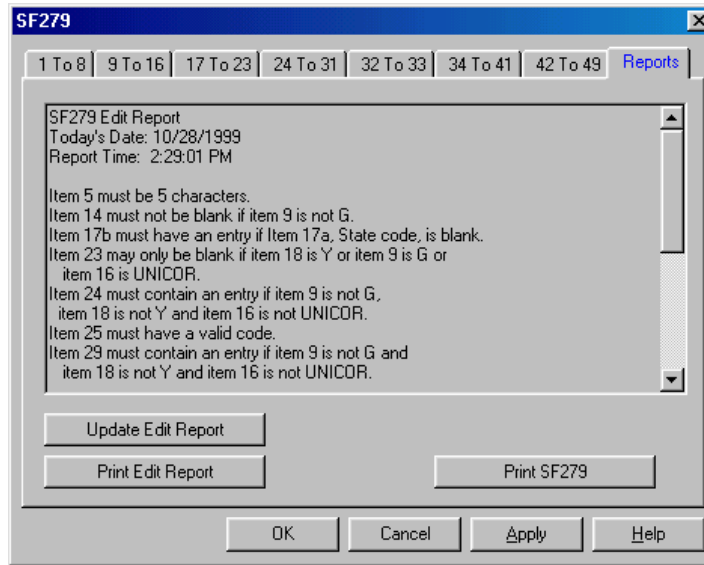 SF279
1 To 8 9 To 16 17 To 23 24 To 31 32 To 33 34 To 41 42 To 49 Reports
SF279 Edit Report
Today's Date: 10/28/1999
Report Time: 2:29:01 PM
Item 5 must be 5 characters.
Item 14 must not be blank if item 9 is not G.
Item 17b must have an entry if Item 17a, State code, is blank.
Item 23 may only be blank if item 18 is Y or item 9 is G or
item 16 is UNICOR.
Item 24 must contain an entry if item 9 is not G,
item 18 is not Y and item 16 is not UNICOR.
Item 25 must have a valid code.
Item 29 must contain an entry if item 9 is not G and
item 18 is not Y and item 16 is not UNICOR.
Update Edit Report
Print Edit Report Print SF279
OK Cancel Apply Help